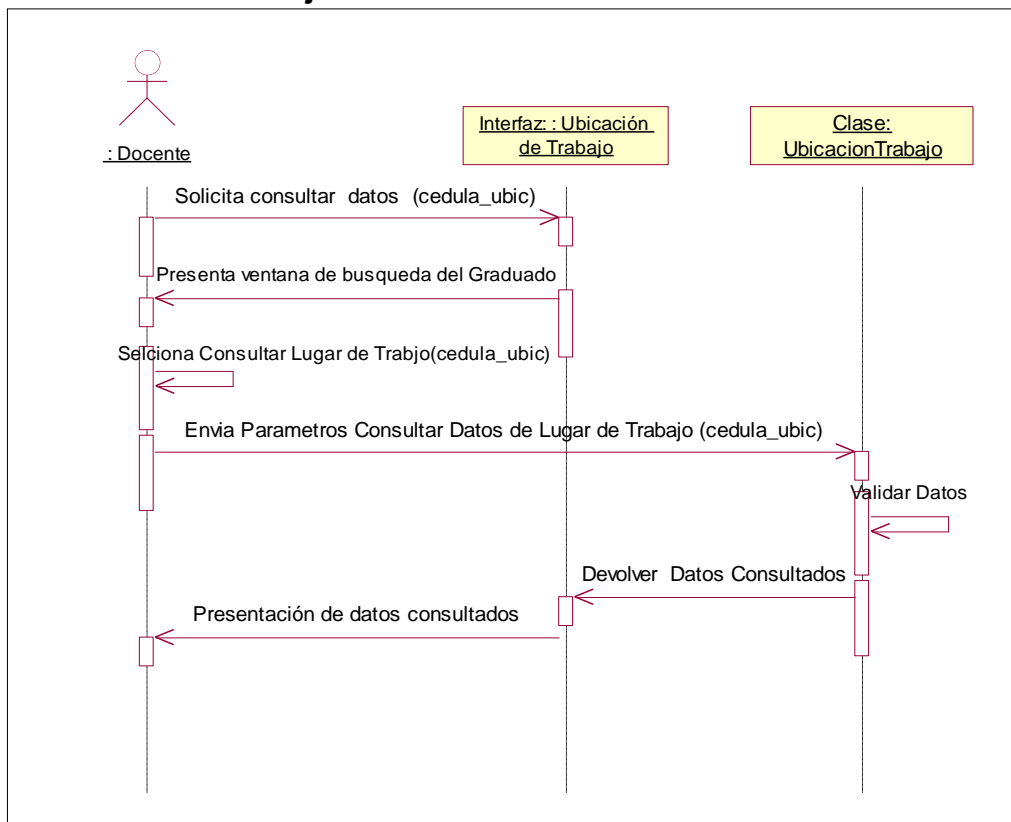 : Docente
Interfaz: : Ubicación
de Trabajo
Clase:
UbicacionTrabajo
Solicita consultar datos (cedula_ubic)
Presenta ventana de busqueda del Graduado
Selciona Consultar Lugar de Trabjo(cedula_ubic)
Envia Parametros Consultar Datos de Lugar de Trabajo (cedula_ubic)
Validar Datos
Devolver Datos Consultados
Presentación de datos consultados